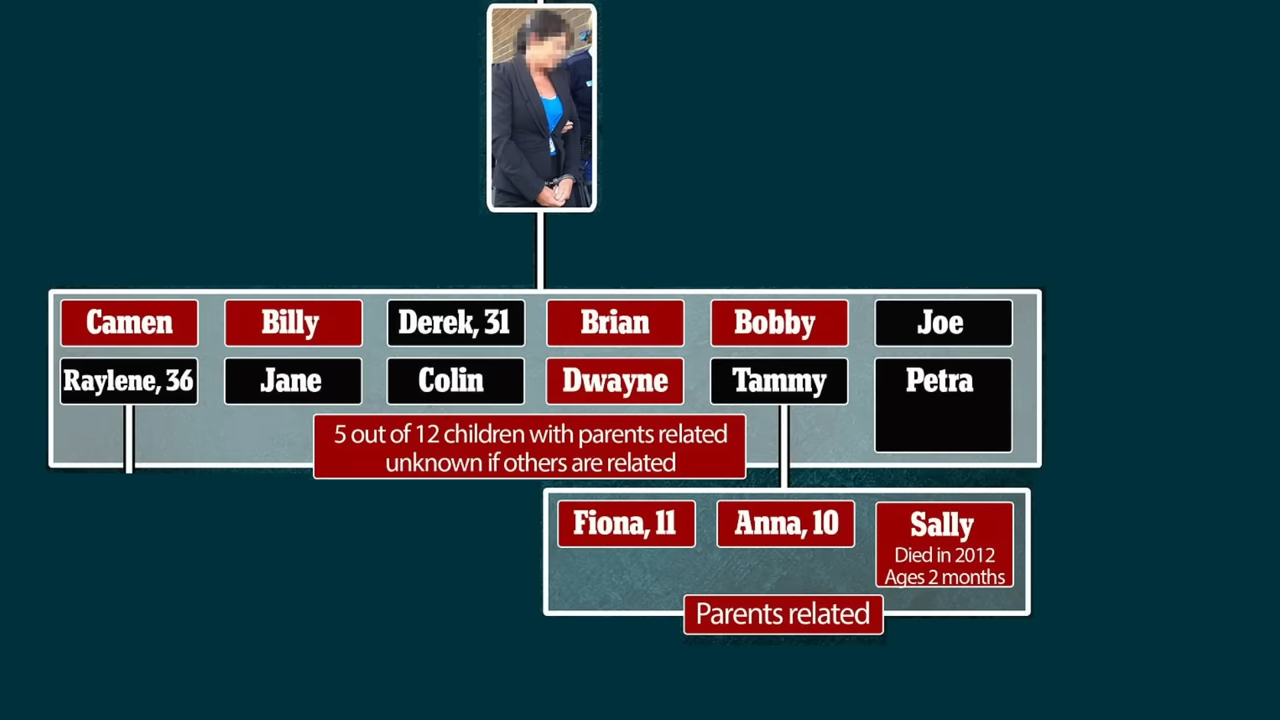 Camen
Billy
Derek, 31
Brian
Bobby
Joe
Raylene, 36
Jane
Colin
Dwayne
Tammy
Petra
5 out of 12 children with parents related
unknown if others are related
Fiona, 11
Anna, 10
Sally
Died in 2012
Ages 2 months
Parents related